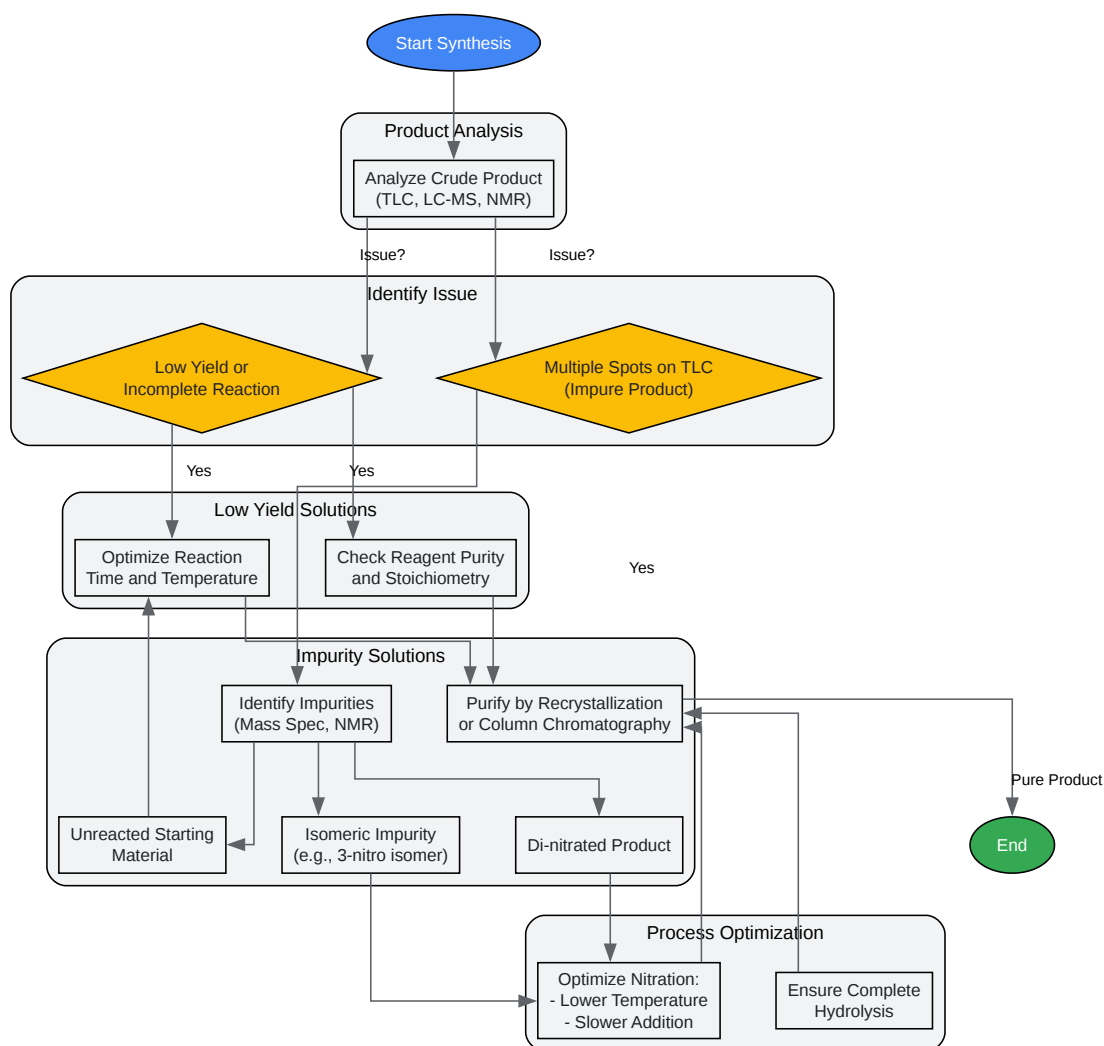 Start Synthesis
Product Analysis
Analyze Crude Product
(TLC, LC-MS, NMR)
Issue?
Issue?
Identify Issue
Low Yield or
Incomplete Reaction
Multiple Spots on TLC
(Impure Product)
Yes
Yes
Low Yield Solutions
Optimize Reaction
Time and Temperature
Check Reagent Purity
and Stoichiometry
Yes
Impurity Solutions
Identify Impurities
(Mass Spec, NMR)
Purify by Recrystallization
or Column Chromatography
Pure Product
Unreacted Starting
Material
Isomeric Impurity
(e.g., 3-nitro isomer)
Di-nitrated Product
End
Process Optimization
Optimize Nitration:
- Lower Temperature
- Slower Addition
Ensure Complete
Hydrolysis